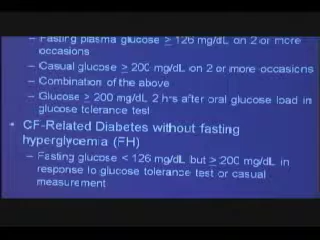 – Fasting plasma glucose ≥ 126 mg/dL on 2 or more
occasions
– Casual glucose ≥ 200 mg/dL on 2 or more occasions
– Combination of the above
– Glucose ≥ 200 mg/dL 2 hrs after oral glucose load in
glucose tolerance test
• CF-Related Diabetes without fasting
hyperglycemia (FH)
– Fasting glucose < 126 mg/dL but ≥ 200 mg/dL in
response to glucose tolerance test or casual
measurement